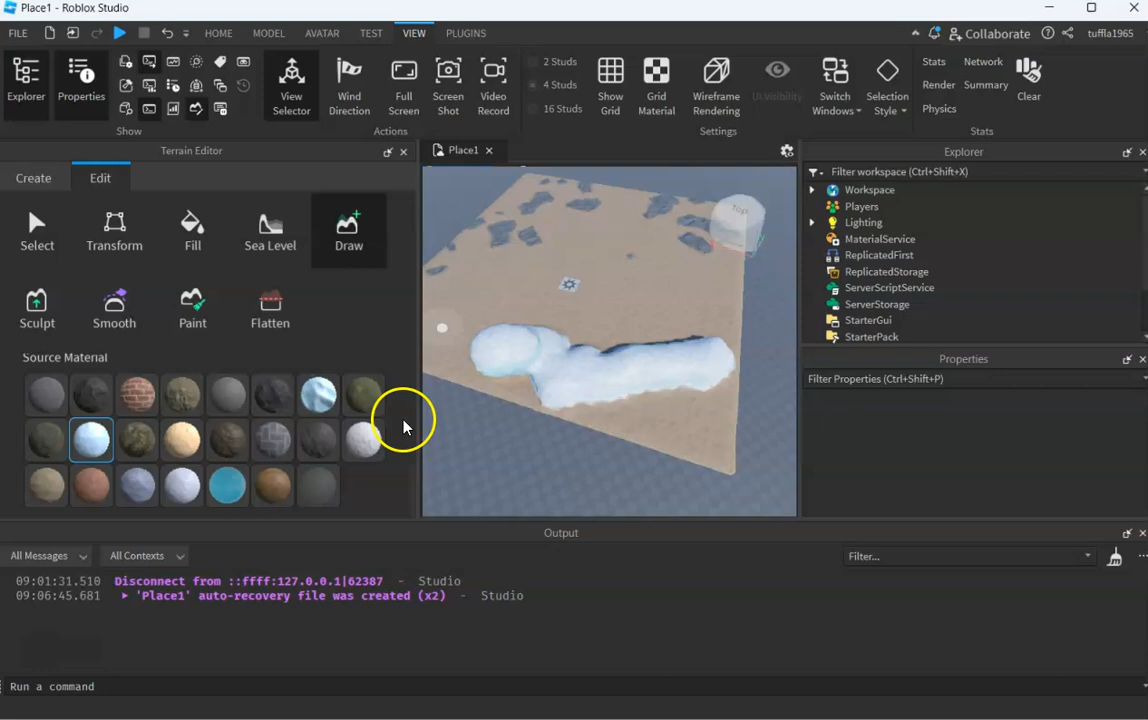 Place1 - Roblox Studio
FILE HOME MODEL AVATAR TEST VIEW PLUGINS Collaborate tuffla1965
Explorer Properties View Selector Wind Direction Full Screen Screen Shot Video Record 2 Studs 4 Studs 16 Studs Show Grid Grid Material Wireframe Rendering UI Visibility Switch Windows Selection Style Stats Network Render Summary Physics Clear
Show Actions Settings Stats
Terrain Editor
Create Edit
Select Transform Fill Sea Level Draw
Sculpt Smooth Paint Flatten
Source Material
Place1
Top
Explorer
Filter workspace (Ctrl+Shift+X)
Workspace
Players
Lighting
MaterialService
ReplicatedFirst
ReplicatedStorage
ServerScriptService
ServerStorage
StarterGui
StarterPack
Properties
Filter Properties (Ctrl+Shift+P)
Output
All Messages All Contexts Filter...
09:01:31.510 Disconnect from ::ffff:127.0.0.1|62387 - Studio
09:06:45.681 'Place1' auto-recovery file was created (x2) - Studio
Run a command